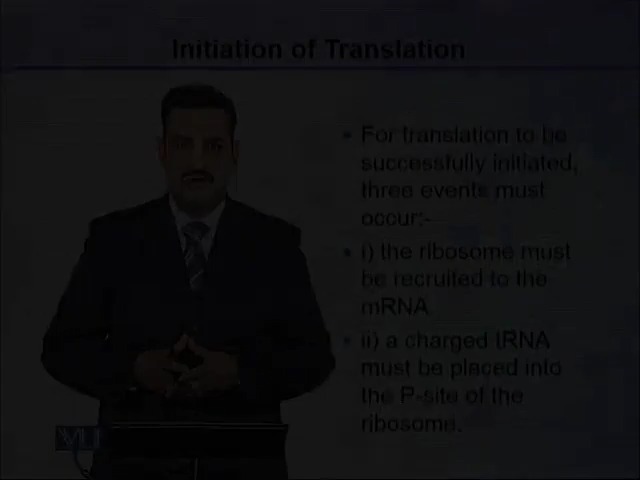 Initiation of Translation
• For translation to be
successfully initiated,
three events must
occur:-
• i) the ribosome must
be recruited to the
mRNA
• ii) a charged tRNA
must be placed into
the P-site of the
ribosome.
VU